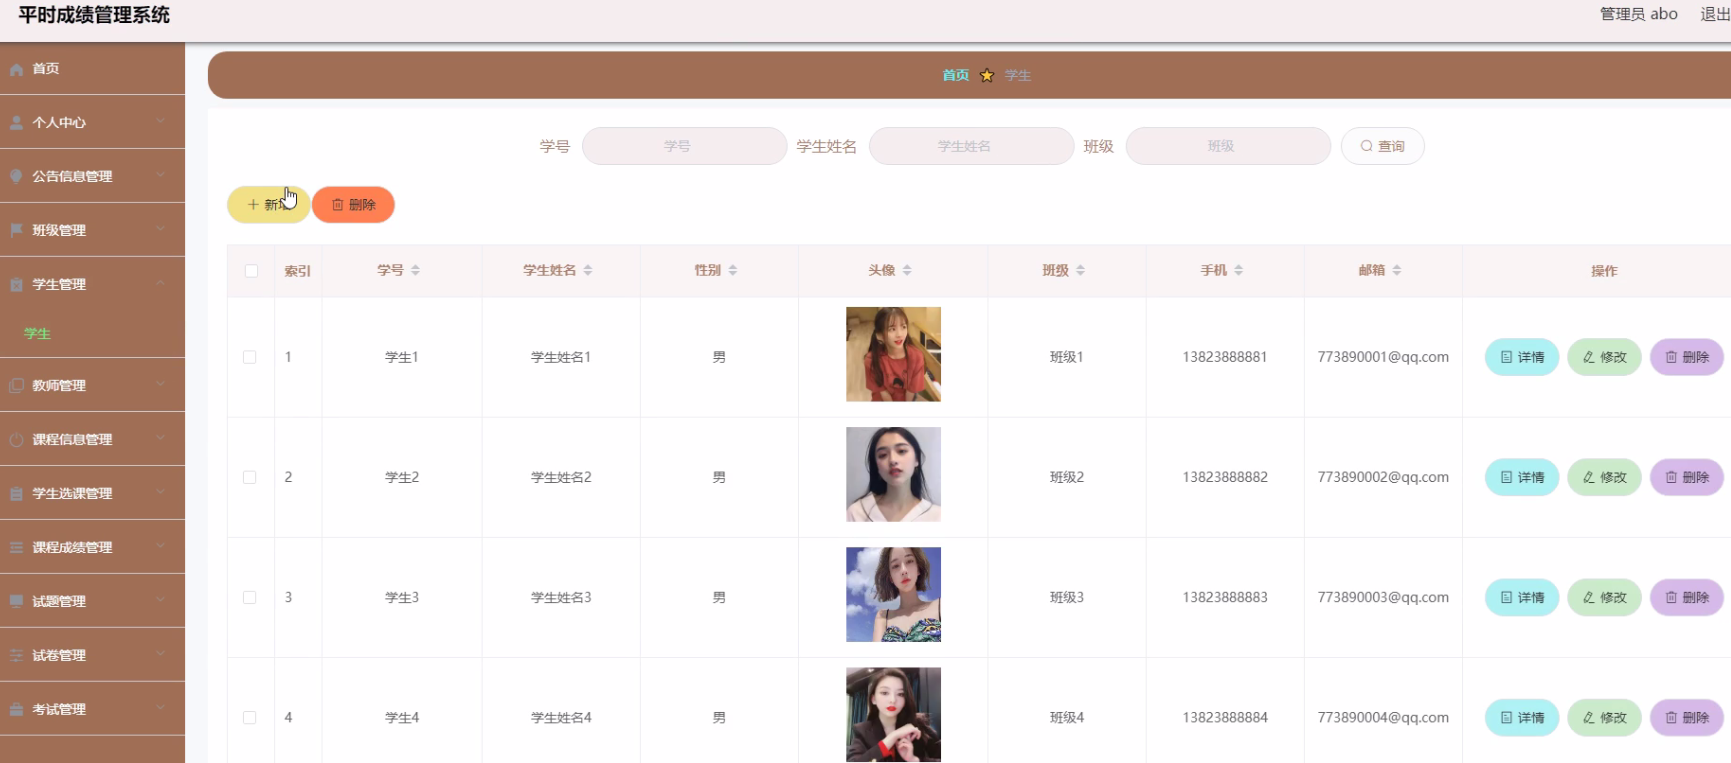 平时成绩管理系统
管理员 abo 退出
首页
个人中心
公告信息管理
班级管理
学生管理
学生
教师管理
课程信息管理
学生选课管理
课程成绩管理
试题管理
试卷管理
考试管理
首页 学生
学号 学号 学生姓名 学生姓名 班级 班级 查询
新增 删除
索引 学号 学生姓名 性别 头像 班级 手机 邮箱 操作
1 学生1 学生姓名1 男 班级1 13823888881 773890001@qq.com 详情 修改 删除
2 学生2 学生姓名2 男 班级2 13823888882 773890002@qq.com 详情 修改 删除
3 学生3 学生姓名3 男 班级3 13823888883 773890003@qq.com 详情 修改 删除
4 学生4 学生姓名4 男 班级4 13823888884 773890004@qq.com 详情 修改 删除